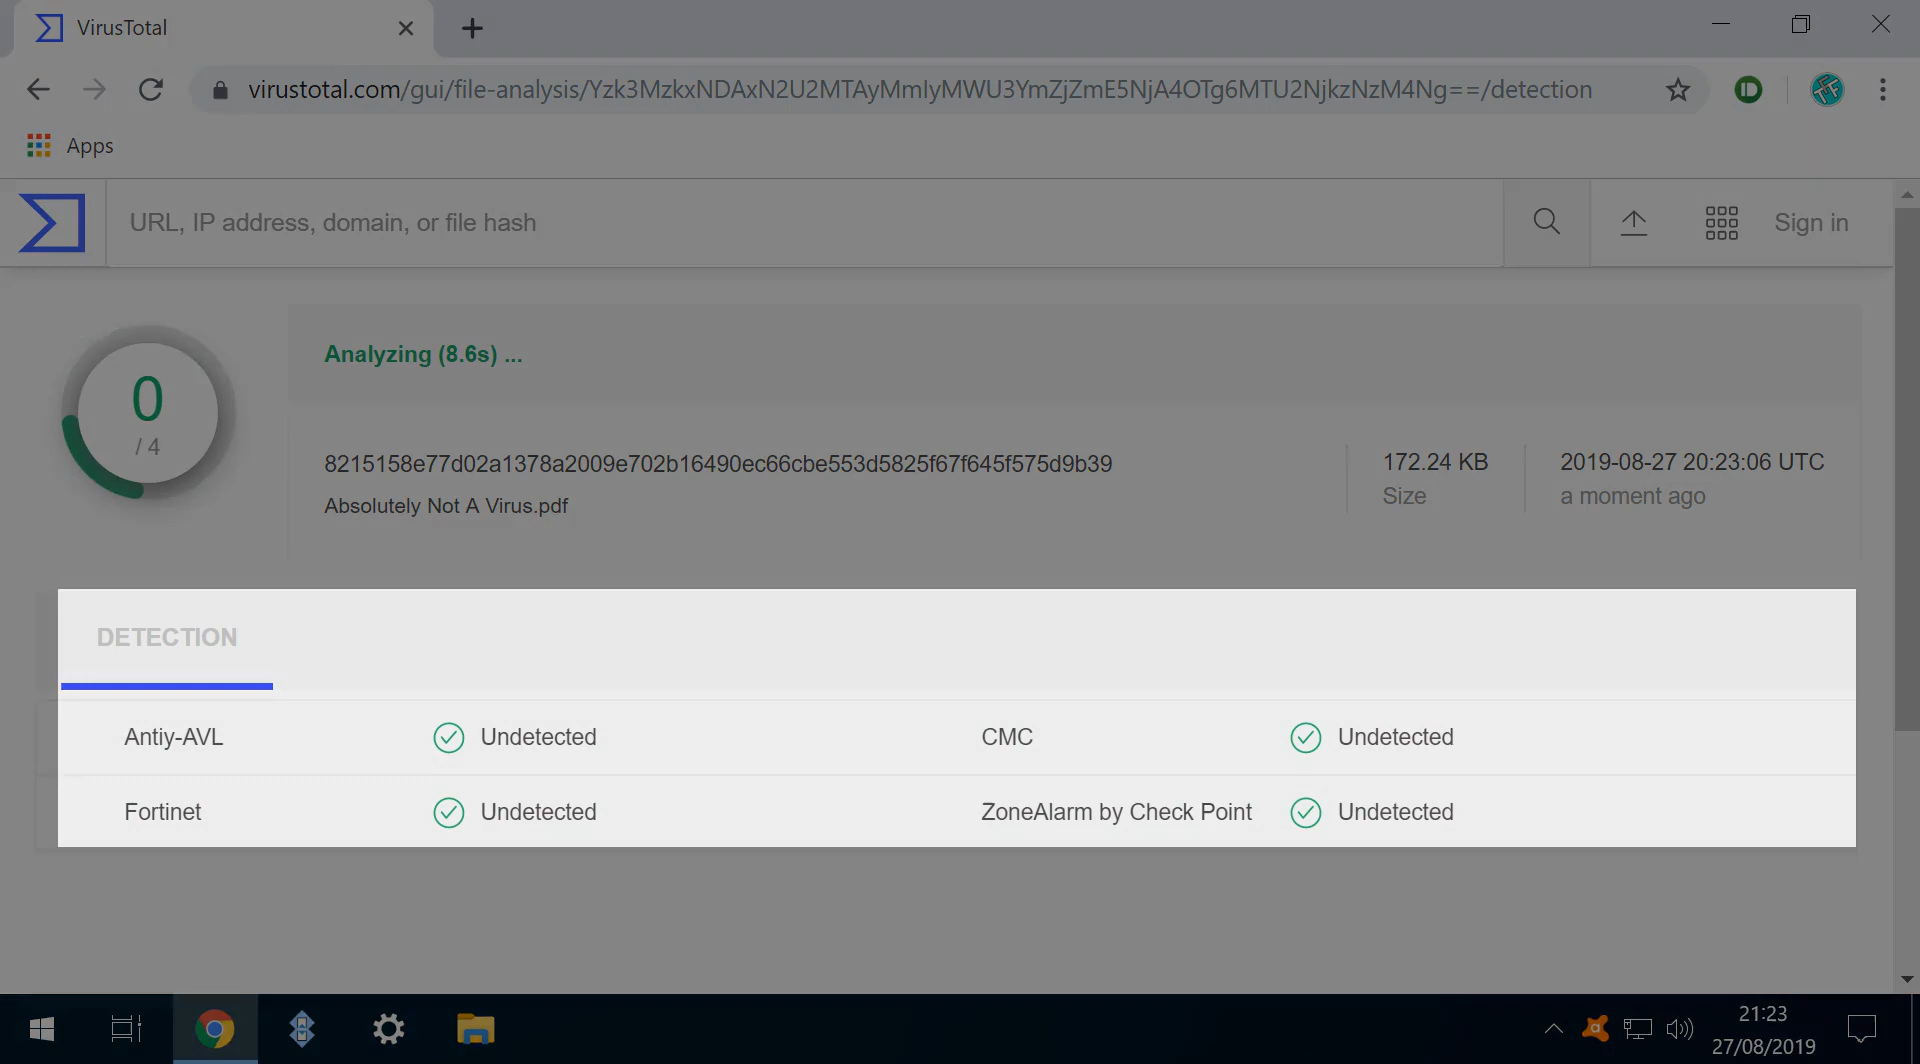 VirusTotal
virustotal.com/gui/file-analysis/Yzk3MzkxNDAxN2U2MTAyMmIyMWU3YmZjZmE5NjA4OTg6MTU2NjkzNzM4Ng==/detection
Apps
URL, IP address, domain, or file hash
Sign in
Analyzing (8.6s) ...
0
/ 4
8215158e77d02a1378a2009e702b16490ec66cbe553d5825f67f645f575d9b39
Absolutely Not A Virus.pdf
172.24 KB
Size
2019-08-27 20:23:06 UTC
a moment ago
DETECTION
Antiy-AVL Undetected CMC Undetected
Fortinet Undetected ZoneAlarm by Check Point Undetected
21:23
27/08/2019